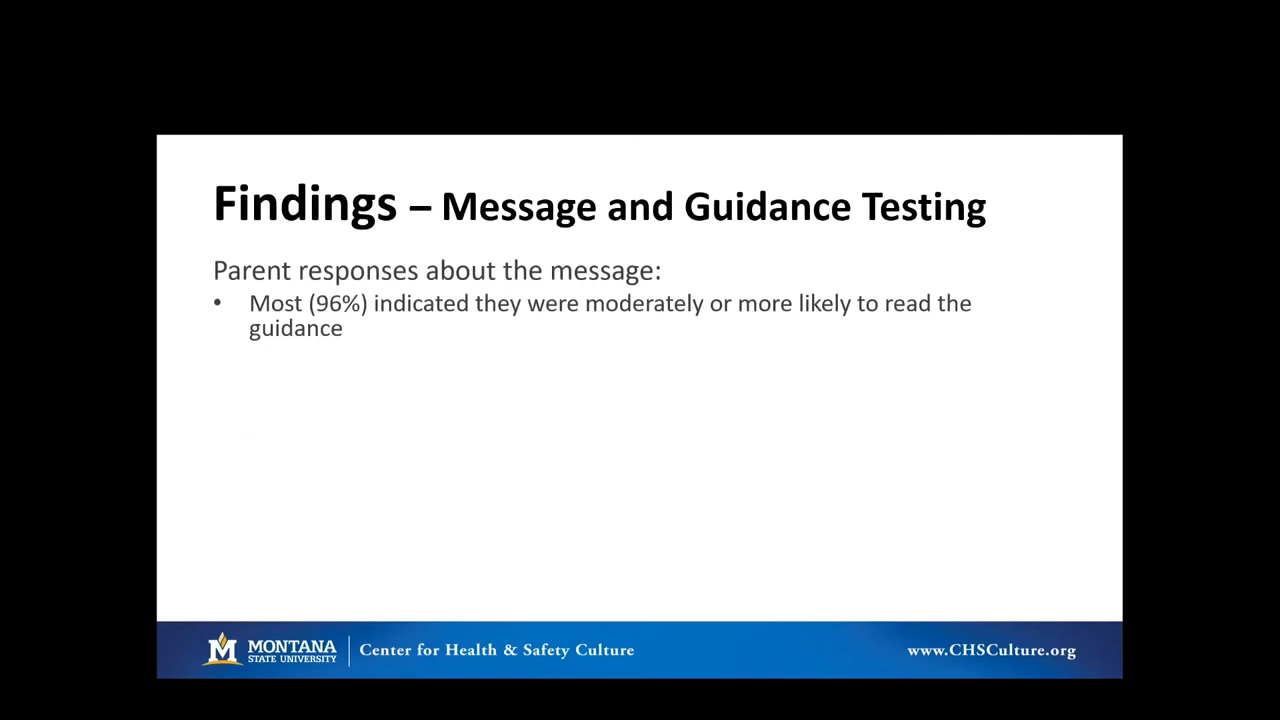 Findings – Message and Guidance Testing
Parent responses about the message:
• Most (96%) indicated they were moderately or more likely to read the
guidance
M MONTANA
STATE UNIVERSITY
Center for Health & Safety Culture
www.CHSCulture.org